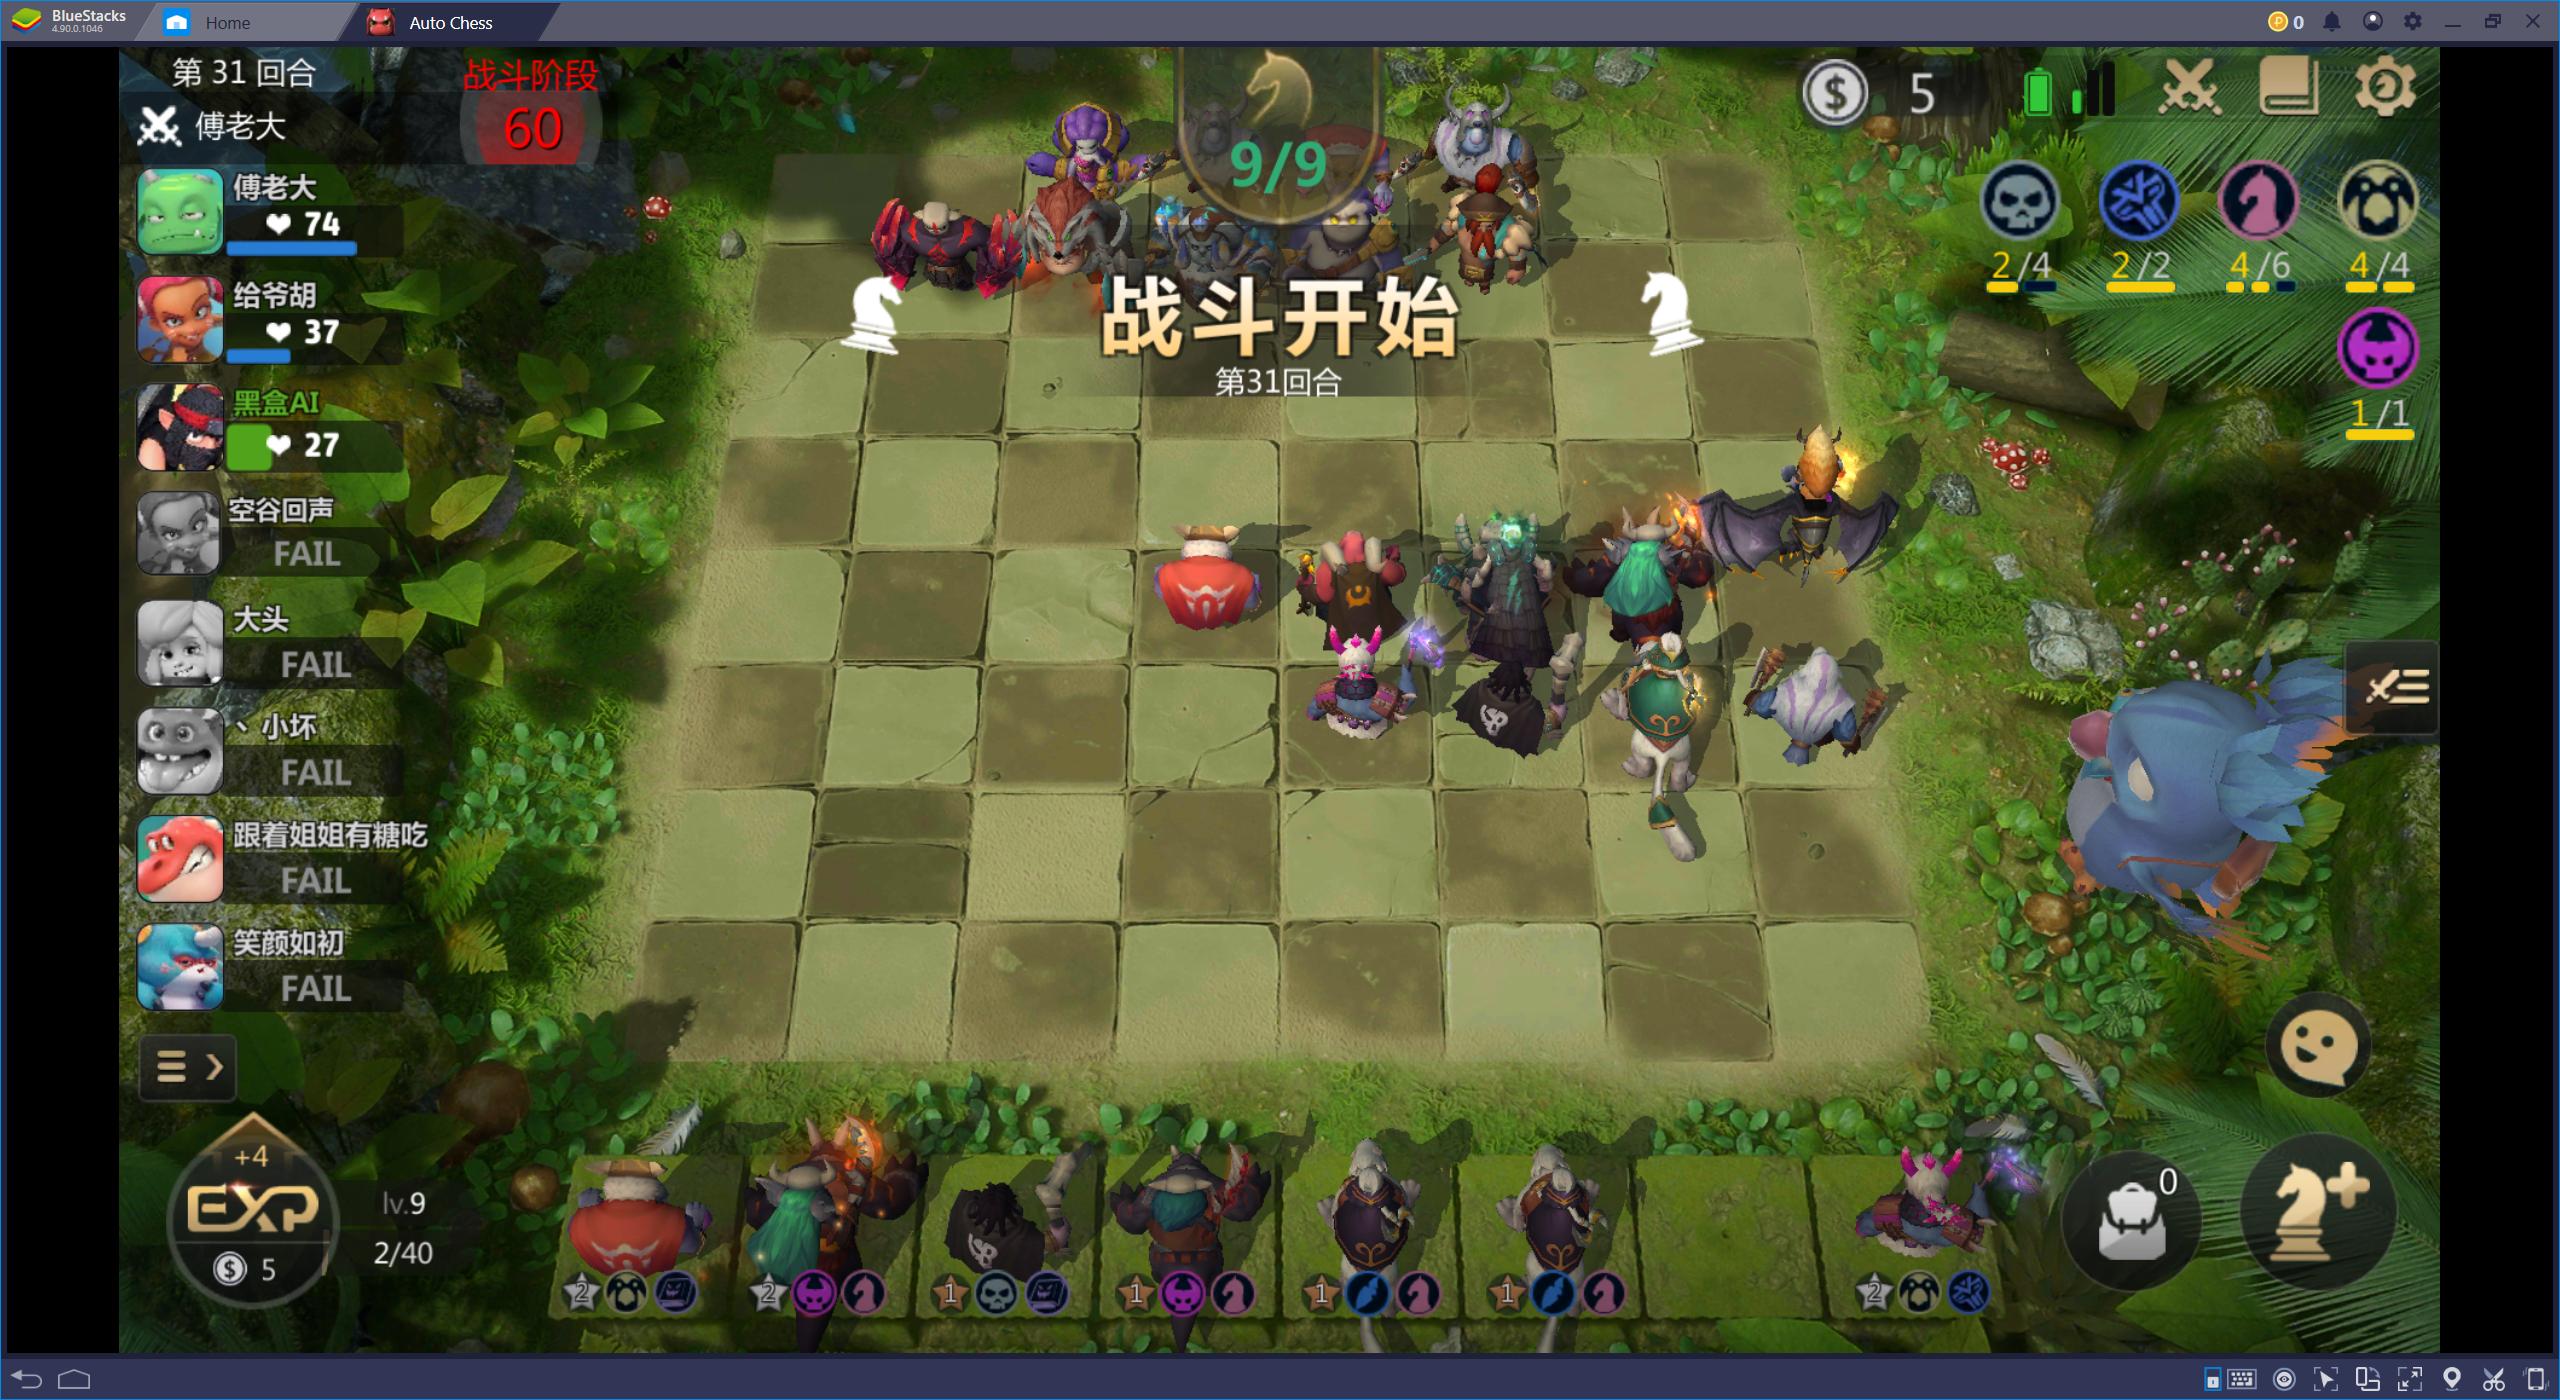 BlueStacks
4.90.0.1046
Home
Auto Chess
0
第 31 回合
战斗阶段
傅老大
60
9/9
5
傅老大
74
给爷胡
37
黑盒AI
27
空谷回声
FAIL
大头
FAIL
丶小坏
FAIL
跟着姐姐有糖吃
FAIL
笑颜如初
FAIL
2/4
2/2
4/6
4/4
1/1
战斗开始
第31回合
+4
EXP
5
lv.9
2/40
2
2
1
1
1
1
2
0